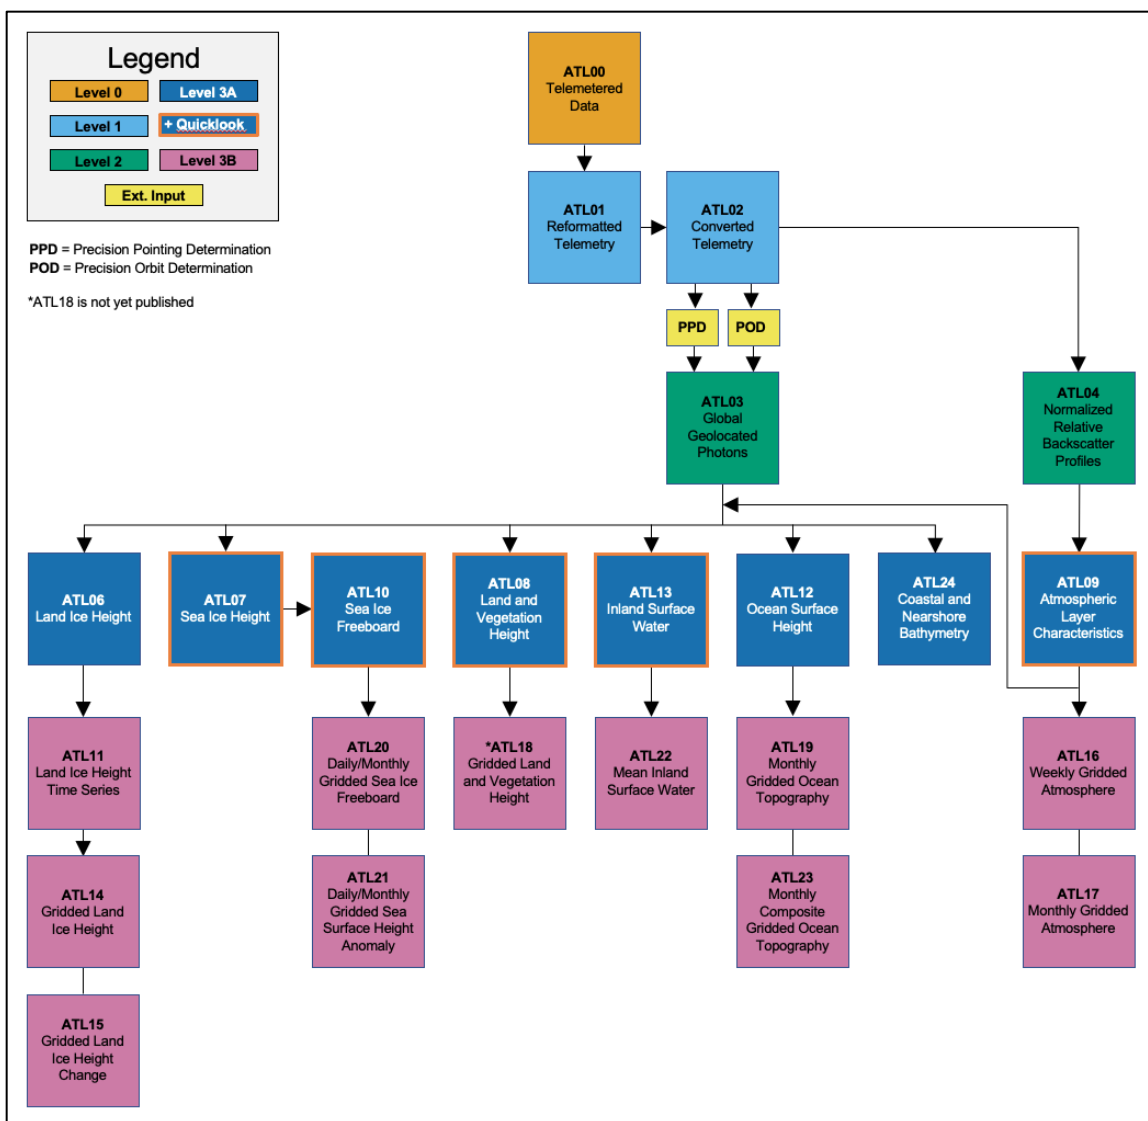 Legend
Level 0
Level 3A
Level 1
+ Quicklook
Level 2
Level 3B
Ext. Input
PPD = Precision Pointing Determination
POD = Precision Orbit Determination
*ATL18 is not yet published
ATL00
Telemetered
Data
ATL01
Reformatted
Telemetry
ATL02
Converted
Telemetry
PPD
POD
ATL03
Global
Geolocated
Photons
ATL04
Normalized
Relative
Backscatter
Profiles
ATL06
Land Ice Height
ATL07
Sea Ice Height
ATL10
Sea Ice
Freeboard
ATL08
Land and
Vegetation
Height
ATL13
Inland Surface
Water
ATL12
Ocean Surface
Height
ATL24
Coastal and
Nearshore
Bathymetry
ATL09
Atmospheric
Layer
Characteristics
ATL11
Land Ice Height
Time Series
ATL20
Daily/Monthly
Gridded Sea Ice
Freeboard
*ATL18
Gridded Land
and Vegetation
Height
ATL22
Mean Inland
Surface Water
ATL19
Monthly
Gridded Ocean
Topography
ATL16
Weekly Gridded
Atmosphere
ATL14
Gridded Land
Ice Height
ATL21
Daily/Monthly
Gridded Sea
Surface Height
Anomaly
ATL23
Monthly
Composite
Gridded Ocean
Topography
ATL17
Monthly Gridded
Atmosphere
ATL15
Gridded Land
Ice Height
Change